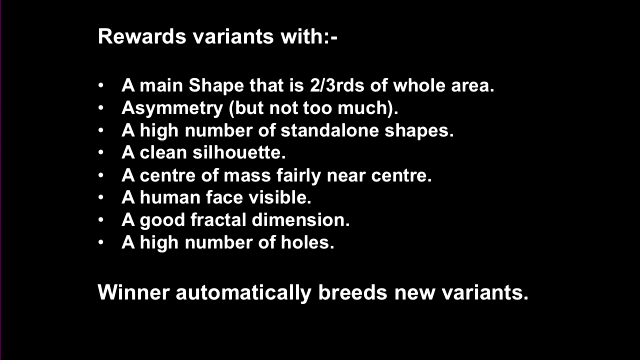 Rewards variants with:-
• A main Shape that is 2/3rds of whole area.
• Asymmetry (but not too much).
• A high number of standalone shapes.
• A clean silhouette.
• A centre of mass fairly near centre.
• A human face visible.
• A good fractal dimension.
• A high number of holes.
Winner automatically breeds new variants.